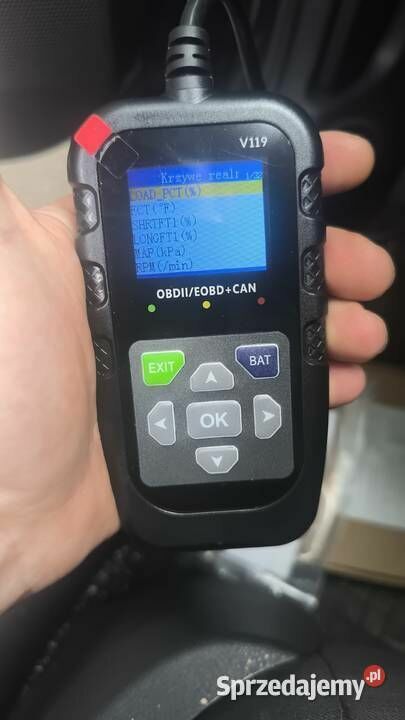 V119
Krzywe real: 1/32
LOAD_PCT(%)
ECT(°F)
SHRTFT1(%)
LONGFT1(%)
MAP(kPa)
RPM(/min)
OBDII/EOBD+CAN
EXIT
BAT
OK
Sprzedajemy.pl